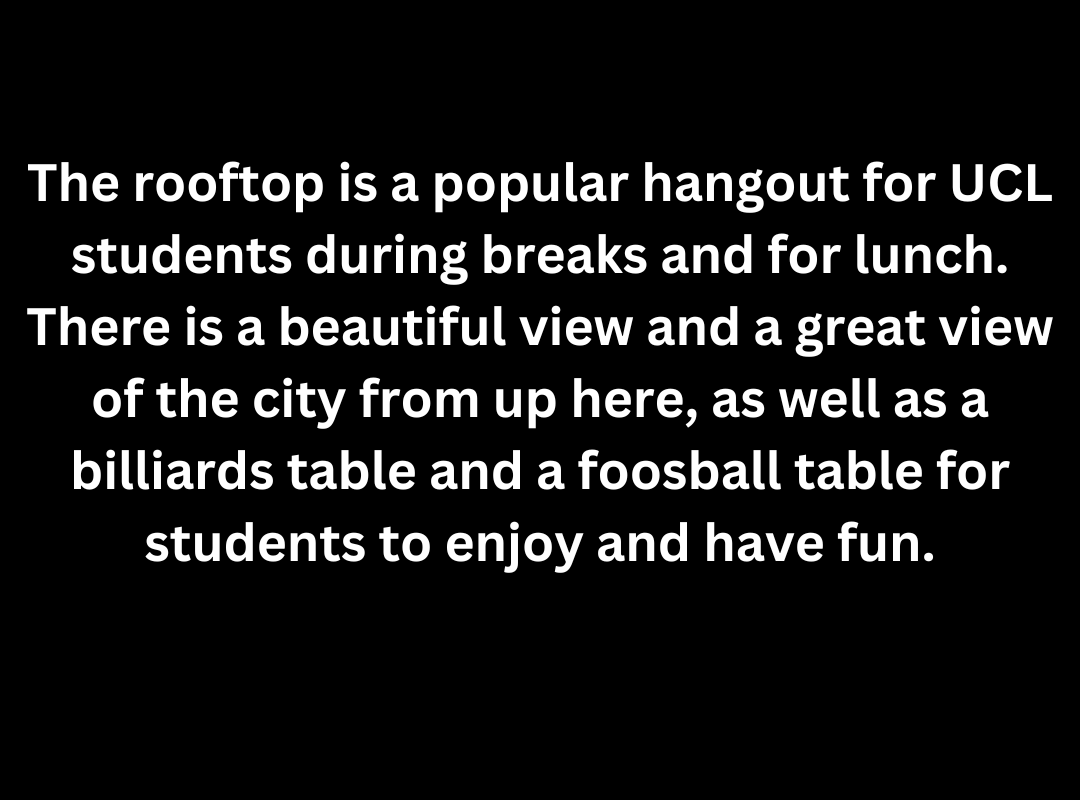 The rooftop is a popular hangout for UCL
students during breaks and for lunch.
There is a beautiful view and a great view
of the city from up here, as well as a
billiards table and a foosball table for
students to enjoy and have fun.